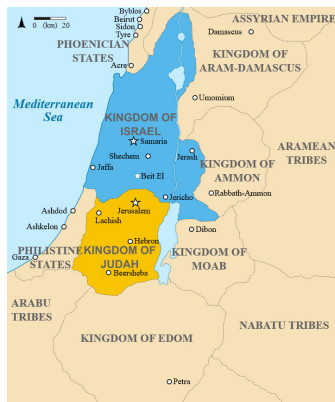 Byblos
Beirut
Sidon
Tyre
0 (km) 20
ASSYRIAN EMPIRE
Damascus
PHOENICIAN
STATES
KINGDOM OF
ARAM-DAMASCUS
Acre
Umomium
Mediterranean
Sea
KINGDOM OF
ISRAEL
Samaria
Shechem
Jerash
ARAMEAN
TRIBES
KINGDOM OF
AMMON
Jaffa
Beit El
Jericho
Rabbath-Ammon
Jerusalem
Ashdod
Lachish
Ashkelon
Dibon
Hebron
PHILISTINE
STATES
Gaza
KINGDOM OF
JUDAH
KINGDOM OF
MOAB
Beersheba
ARABU
TRIBES
NABATU TRIBES
KINGDOM OF EDOM
Petra